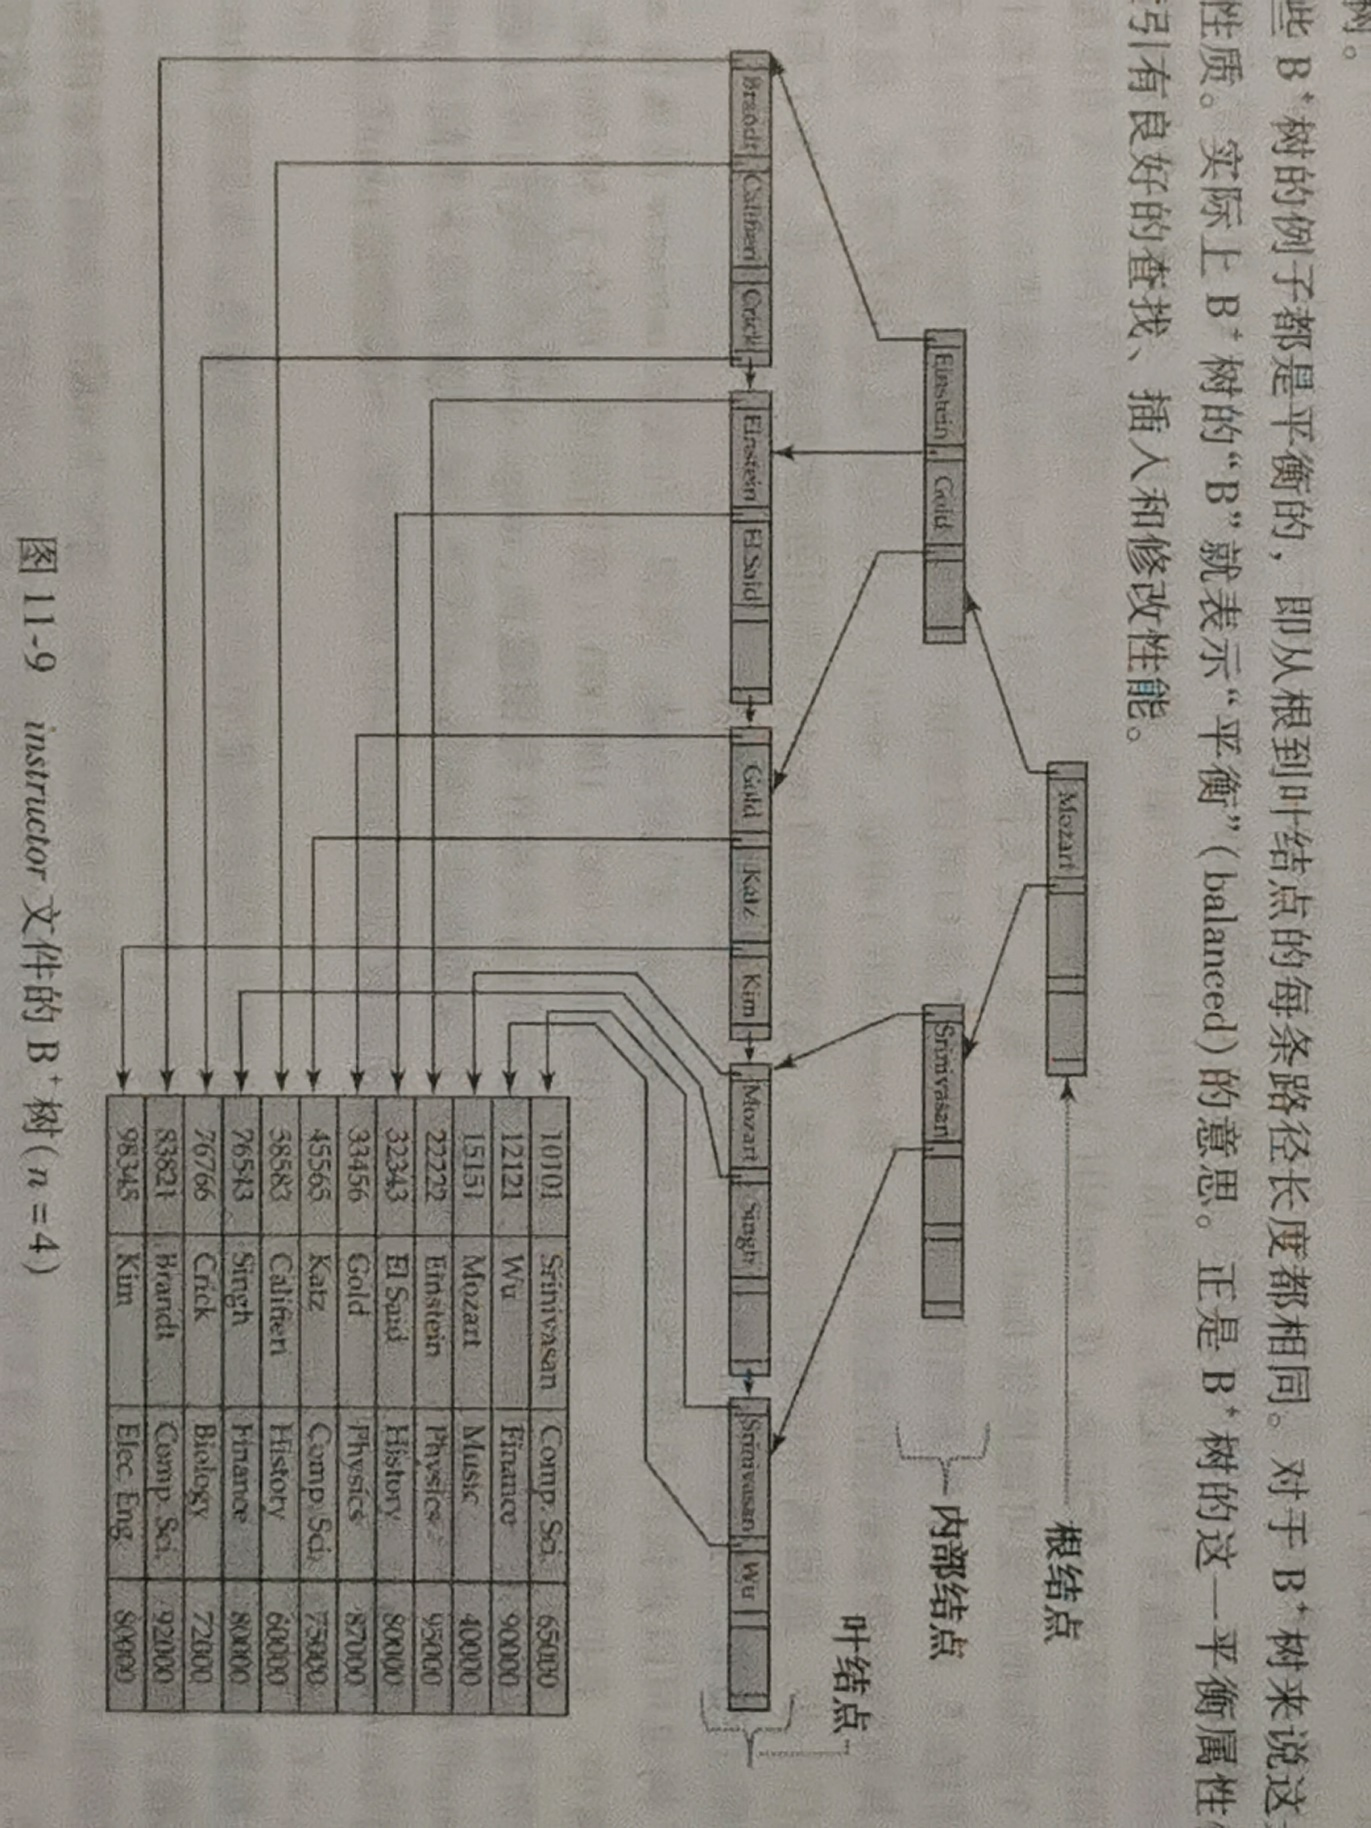 树。
些 B⁺树的例子都是平衡的，即从根到叶结点的每条路径长度都相同。对于 B⁺树来说这
性质。实际上 B⁺树的“B”就表示“平衡”(balanced)的意思。正是 B⁺树的这一平衡属性
引有良好的查找、插入和修改性能。
根结点
Mozart
内部结点
Einstein Gold
Srinivasan
叶结点
Brandt Califieri Crick
Einstein El Said
Gold Katz Kim
Mozart Singh
Srinivasan Wu
10101 Srinivasan Comp. Sci. 65000
12121 Wu Finance 90000
15151 Mozart Music 40000
22222 Einstein Physics 95000
32343 El Said History 80000
33456 Gold Physics 87000
45565 Katz Comp. Sci. 75000
58583 Califieri History 60000
76543 Singh Finance 80000
76766 Crick Biology 72000
83821 Brandt Comp. Sci. 92000
98345 Kim Elec. Eng. 80000
图 11-9 instructor 文件的 B⁺树(n=4)